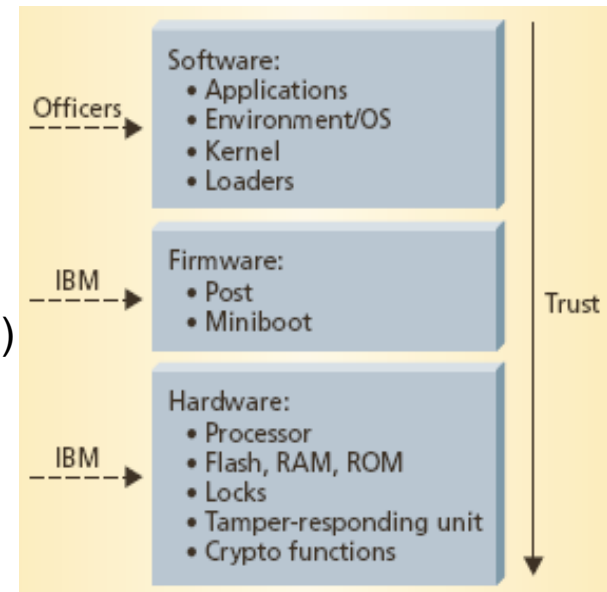 Officers
Software:
• Applications
• Environment/OS
• Kernel
• Loaders
IBM
Firmware:
• Post
• Miniboot
)
Trust
IBM
Hardware:
• Processor
• Flash, RAM, ROM
• Locks
• Tamper-responding unit
• Crypto functions